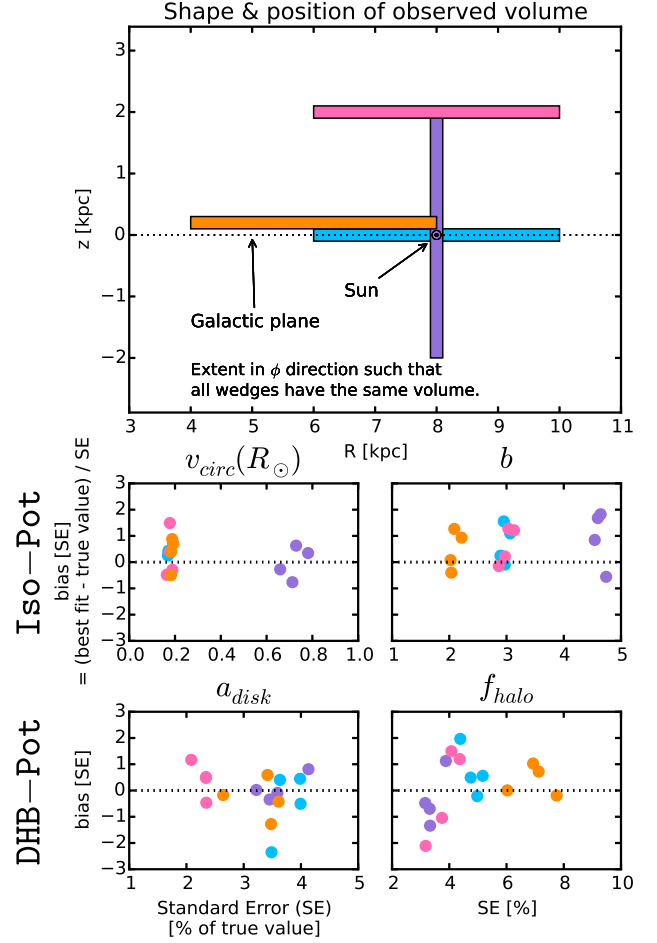 Shape & position of observed volume
3
2
1
0
−1
−2
z [kpc]
Sun
Galactic plane
Extent in ϕ direction such that
all wedges have the same volume.
3 4 5 6 7 8 9 10 11
R [kpc]
v_circ(R_⊙)
b
Iso−Pot
bias [SE]
= (best fit - true value) / SE
3
2
1
0
−1
−2
−3
0.0 0.2 0.4 0.6 0.8 1.0
1 2 3 4 5
a_disk
f_halo
DHB−Pot
bias [SE]
3
2
1
0
−1
−2
−3
1 2 3 4 5
2 4 6 8 10
Standard Error (SE)
[% of true value]
SE [%]